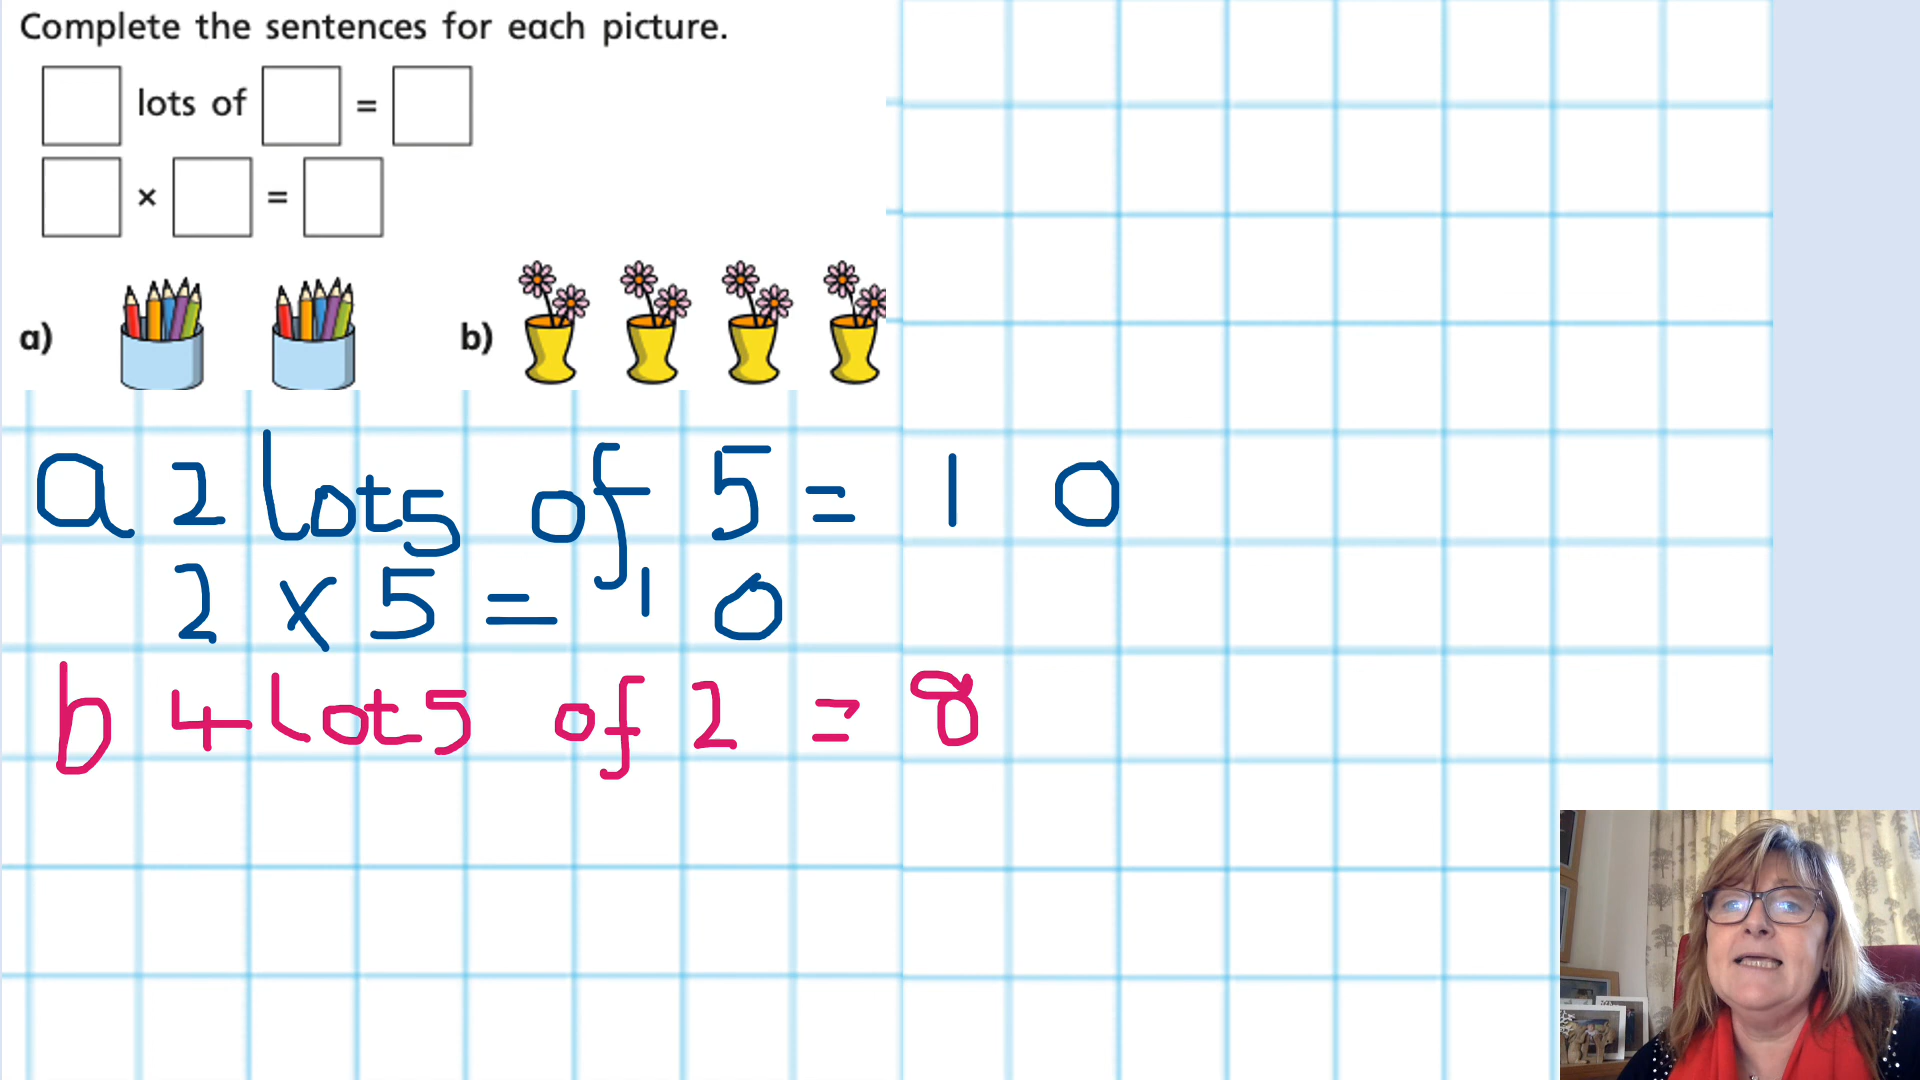 Complete the sentences for each picture.
lots of =
× =
a) b)
a 2 lots of 5 = 10
2 × 5 = 10
b 4 lots of 2 = 8